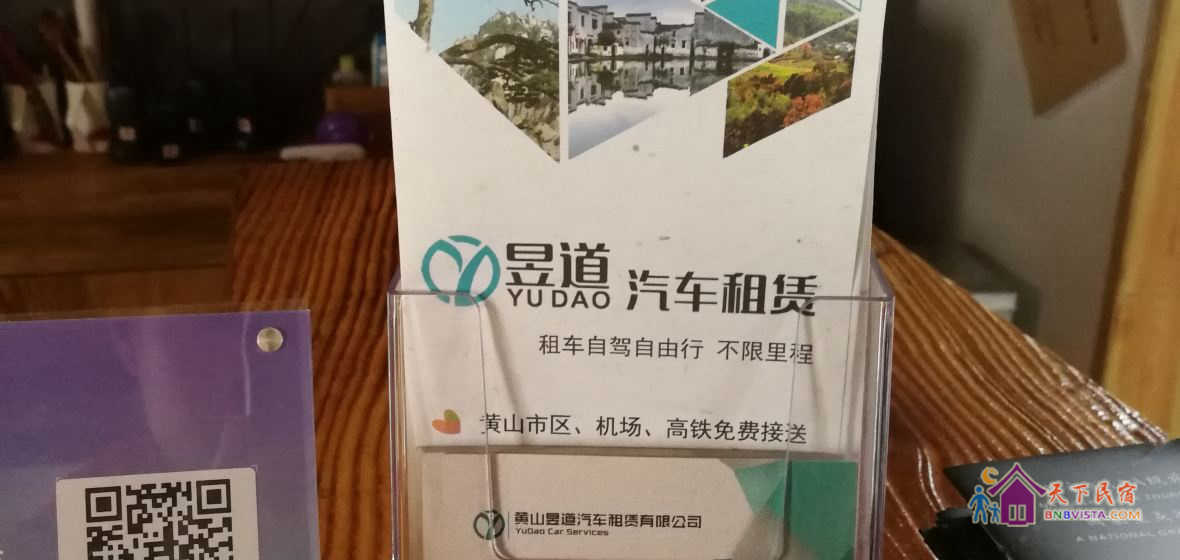 昱道
YU DAO
汽车租赁
租车自驾自由行 不限里程
黄山市区、机场、高铁免费接送
黄山昱道汽车租赁有限公司
YuDao Car Services
天下民宿
BNBVISTA.COM
A NATIONAL